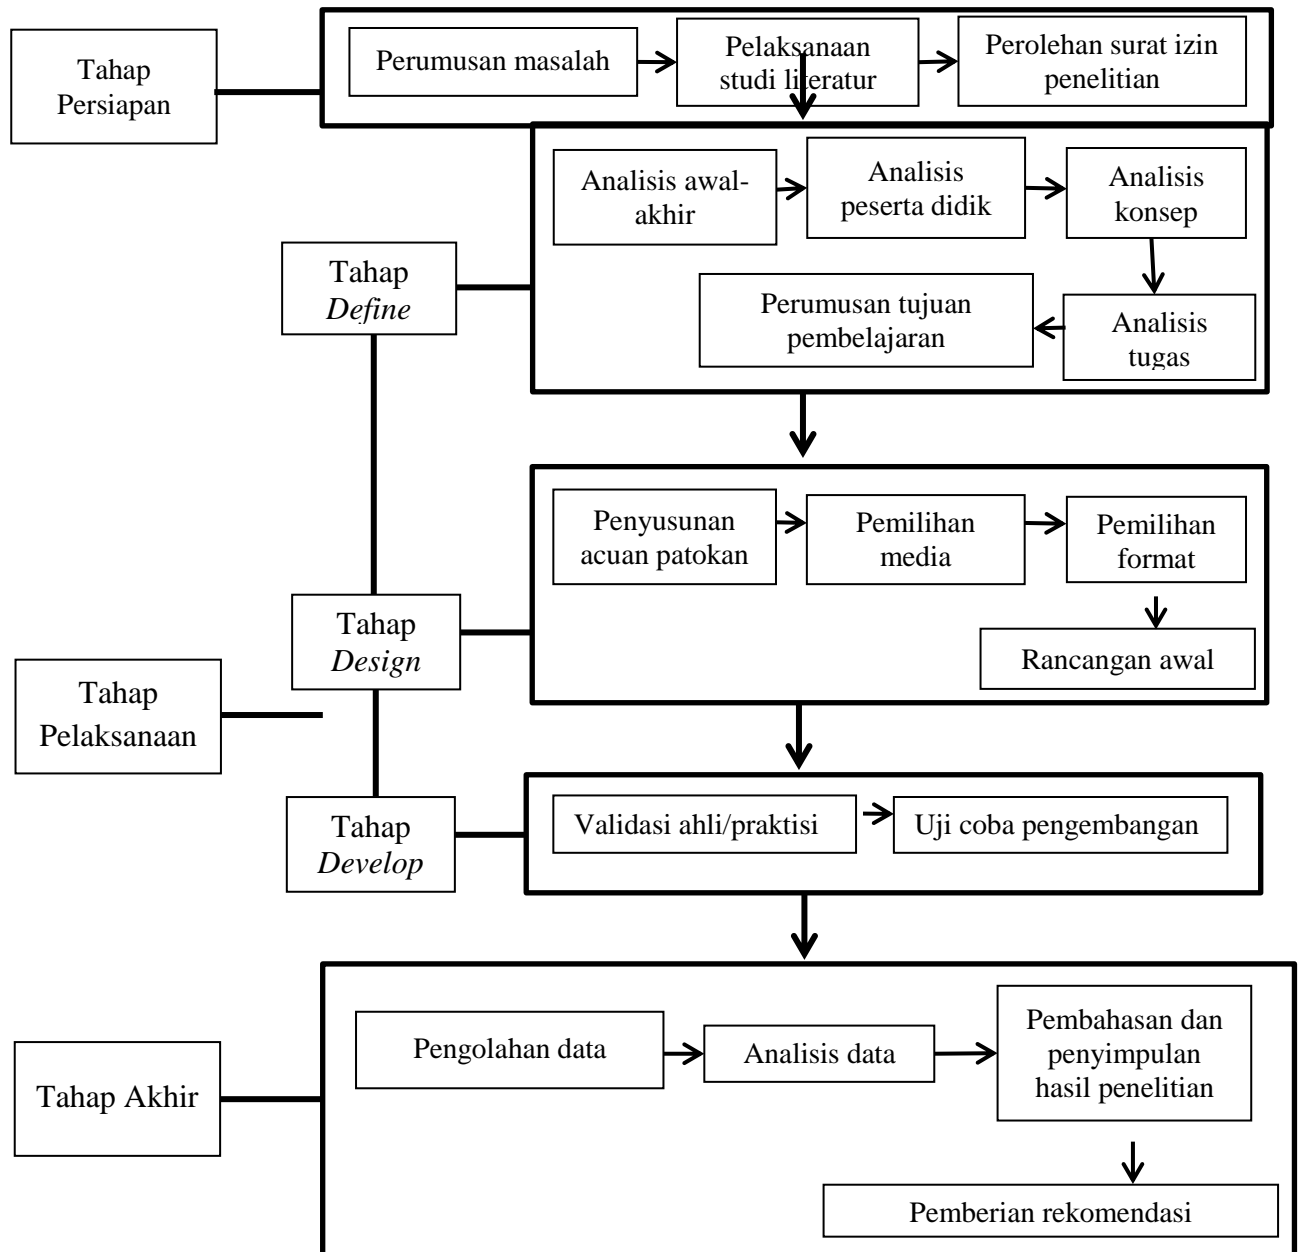 Tahap
Persiapan
Perumusan masalah
Pelaksanaan
studi literatur
Perolehan surat izin
penelitian
Tahap
Define
Analisis awal-
akhir
Analisis
peserta didik
Analisis
konsep
Perumusan tujuan
pembelajaran
Analisis
tugas
Tahap
Pelaksanaan
Tahap
Design
Penyusunan
acuan patokan
Pemilihan
media
Pemilihan
format
Rancangan awal
Tahap
Develop
Validasi ahli/praktisi
Uji coba pengembangan
Tahap Akhir
Pengolahan data
Analisis data
Pembahasan dan
penyimpulan
hasil penelitian
Pemberian rekomendasi